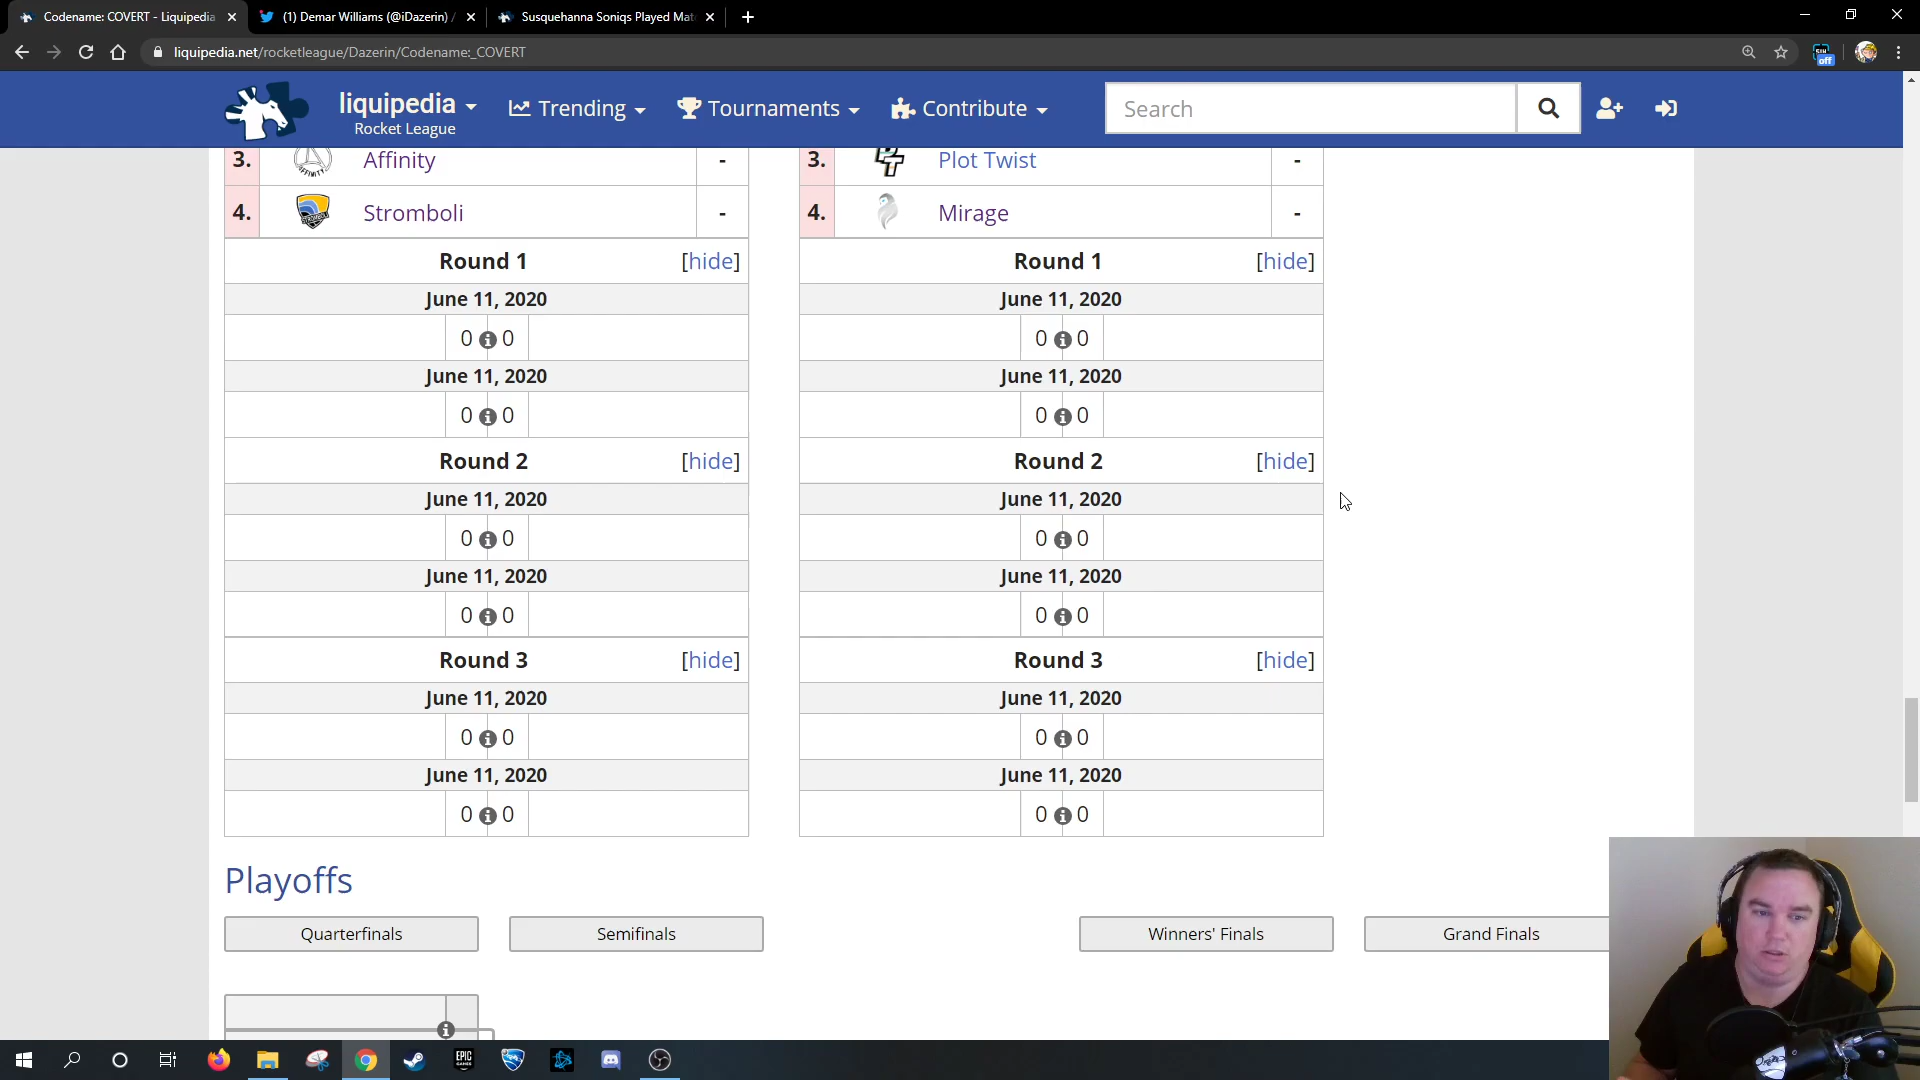 Codename: COVERT - Liquipedia
(1) Demar Williams (@iDazerin) /
Susquehanna Soniqs Played Mat
liquipedia.net/rocketleague/Dazerin/Codename:_COVERT
off
liquipedia
Rocket League
Trending
Tournaments
Contribute
Search
3. Affinity -
4. Stromboli -
Round 1 [hide]
June 11, 2020
0 0
June 11, 2020
0 0
Round 2 [hide]
June 11, 2020
0 0
June 11, 2020
0 0
Round 3 [hide]
June 11, 2020
0 0
June 11, 2020
0 0
3. Plot Twist -
4. Mirage -
Round 1 [hide]
June 11, 2020
0 0
June 11, 2020
0 0
Round 2 [hide]
June 11, 2020
0 0
June 11, 2020
0 0
Round 3 [hide]
June 11, 2020
0 0
June 11, 2020
0 0
Playoffs
Quarterfinals
Semifinals
Winners' Finals
Grand Finals
EPIC
GAMES